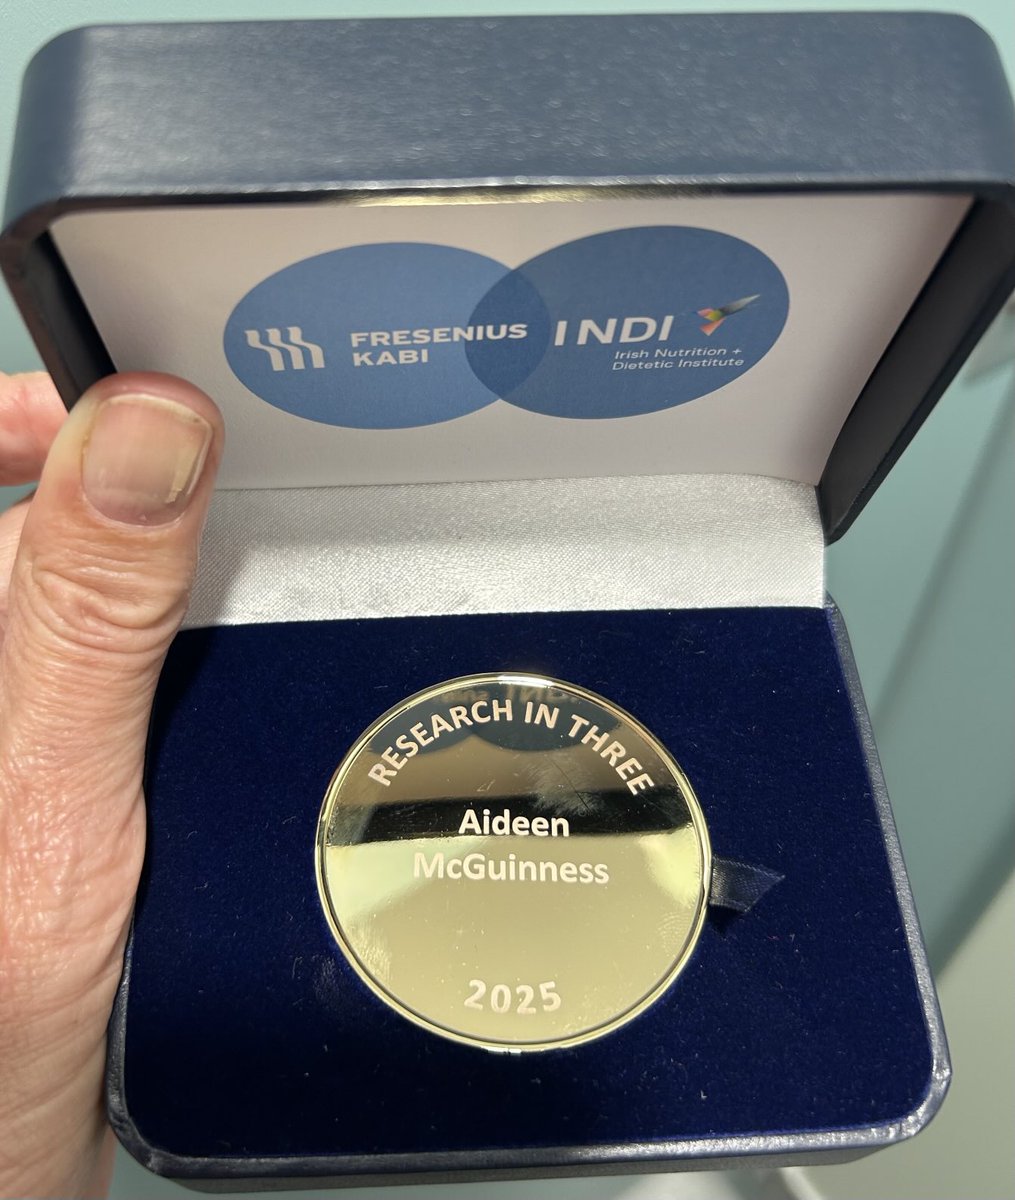 FRESENIUS
KABI
INDI
Irish Nutrition +
Dietetic Institute
RESEARCH IN THREE
Aideen
McGuinness
2025